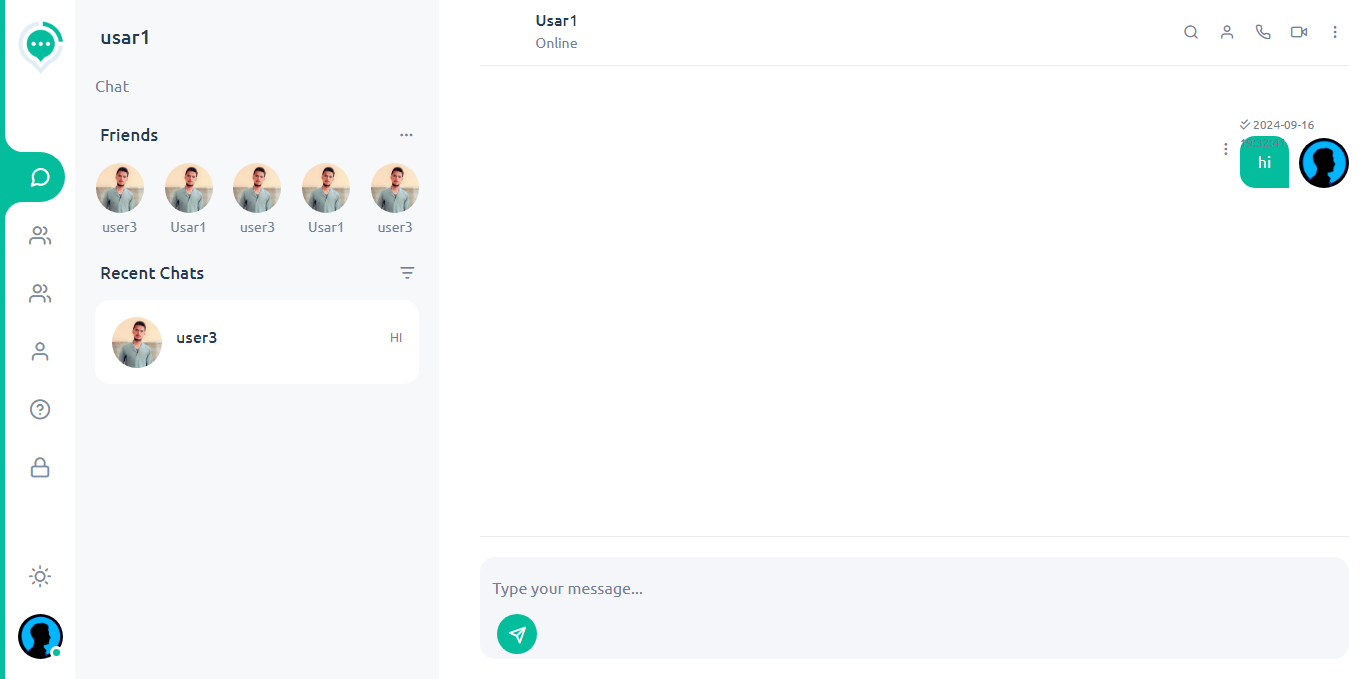 usar1
Chat
Friends
user3
Usar1
user3
Usar1
user3
Recent Chats
user3
HI
Usar1
Online
2024-09-16
hi
Type your message...